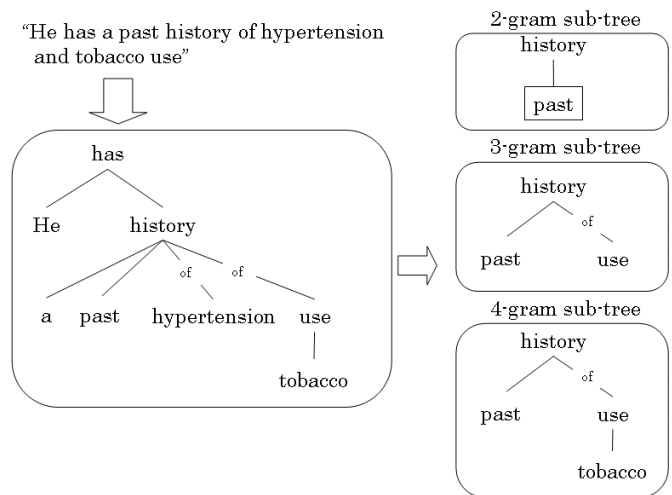 “He has a past history of hypertension
and tobacco use”
has
He history
of of
a past hypertension use
tobacco
2-gram sub-tree
history
past
3-gram sub-tree
history
of
past use
4-gram sub-tree
history
of
past use
tobacco